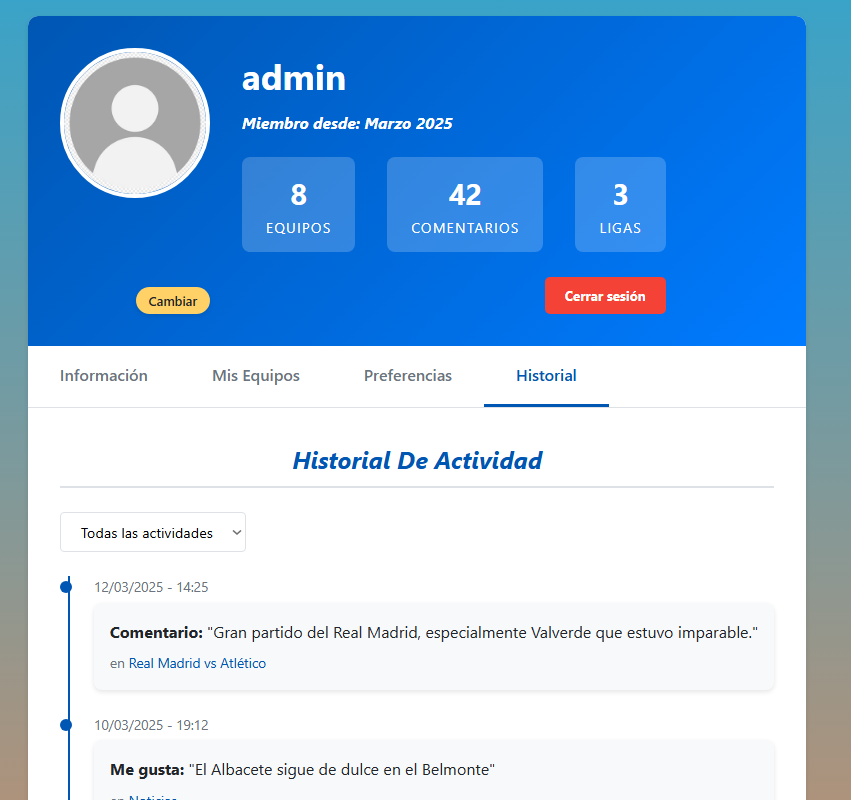 admin
Miembro desde: Marzo 2025
8
EQUIPOS
42
COMENTARIOS
3
LIGAS
Cambiar
Cerrar sesión
Información
Mis Equipos
Preferencias
Historial
Historial De Actividad
Todas las actividades
12/03/2025 - 14:25
Comentario: "Gran partido del Real Madrid, especialmente Valverde que estuvo imparable."
en Real Madrid vs Atlético
10/03/2025 - 19:12
Me gusta: "El Albacete sigue de dulce en el Belmonte"
en Noticias